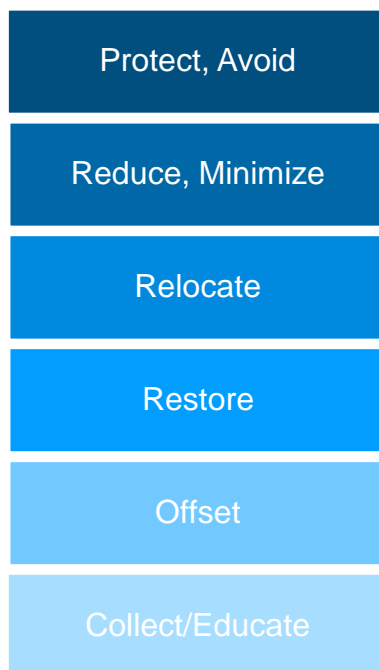 Protect, Avoid
Reduce, Minimize
Relocate
Restore
Offset
Collect/Educate